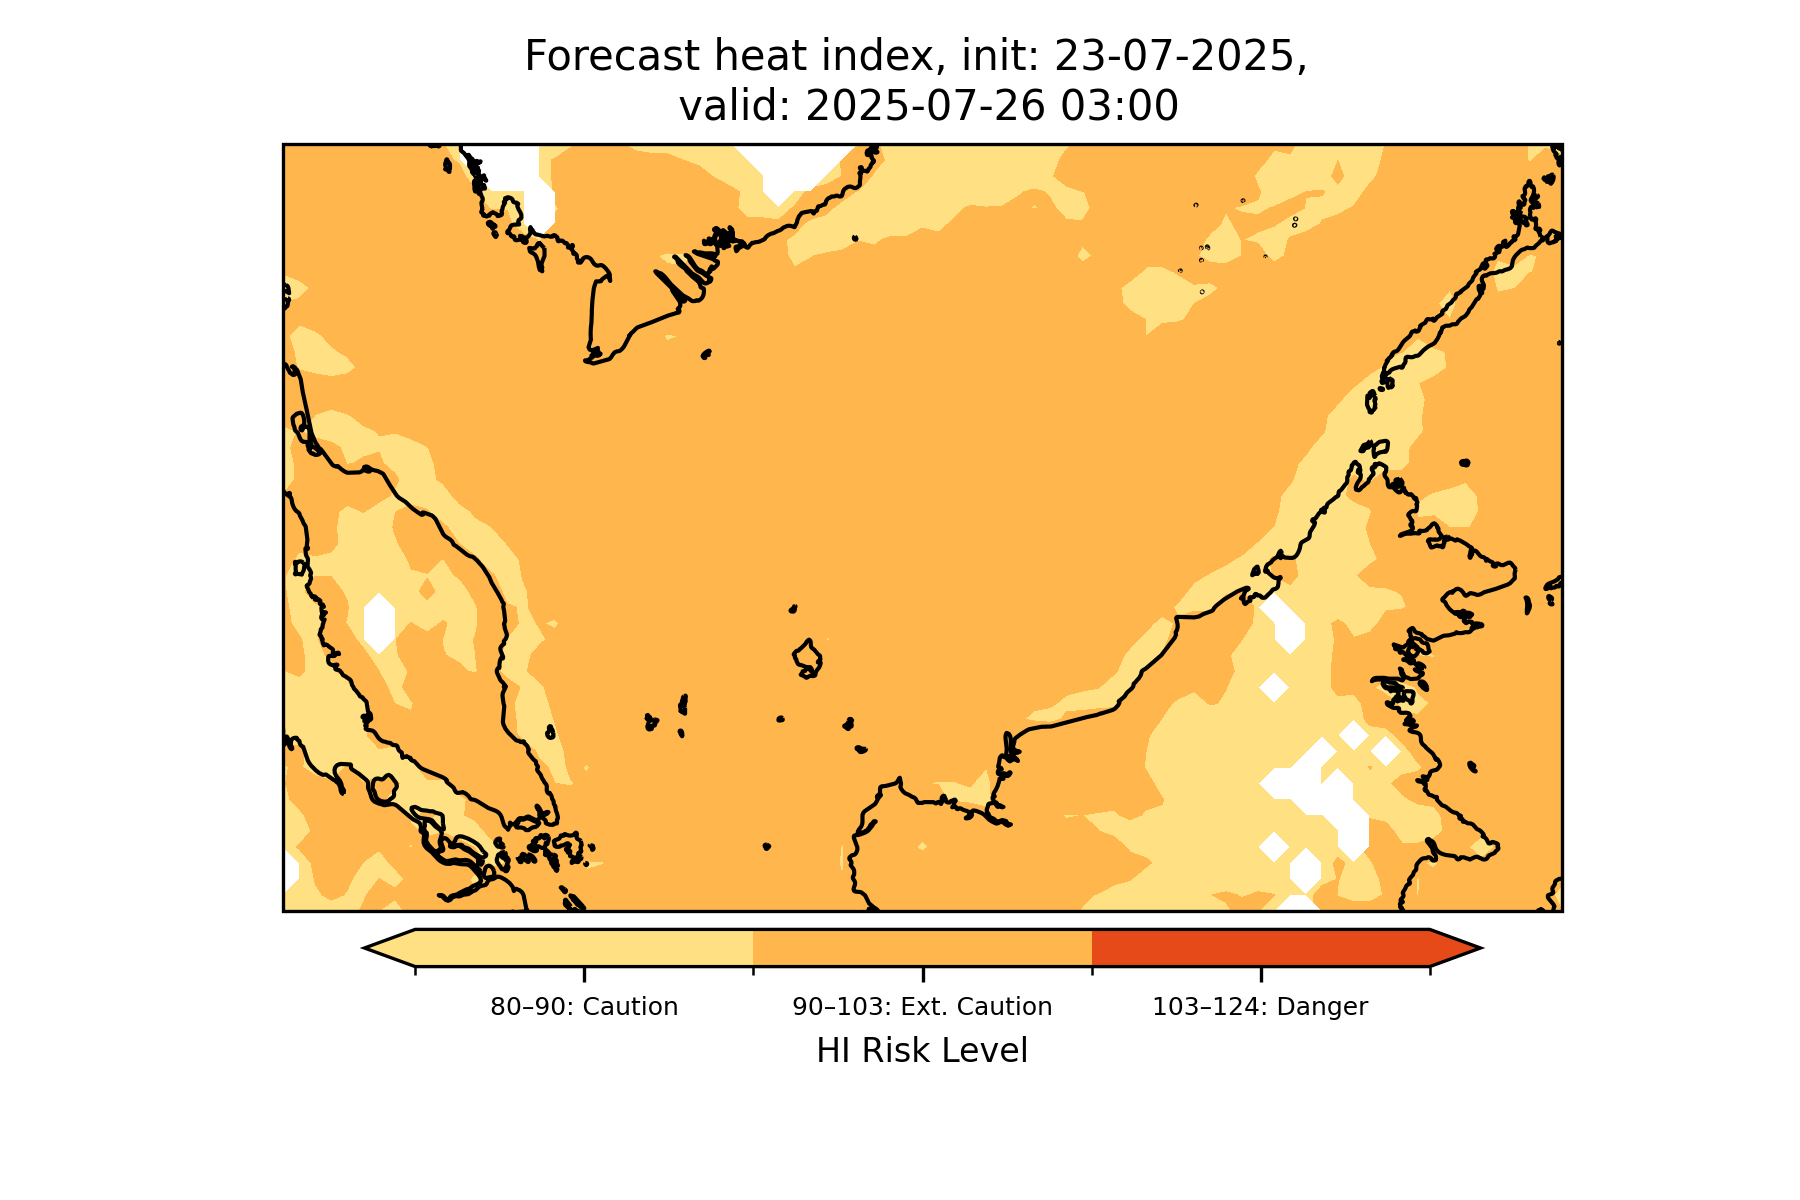 Forecast heat index, init: 23-07-2025,
valid: 2025-07-26 03:00
80–90: Caution
90–103: Ext. Caution
103–124: Danger
HI Risk Level